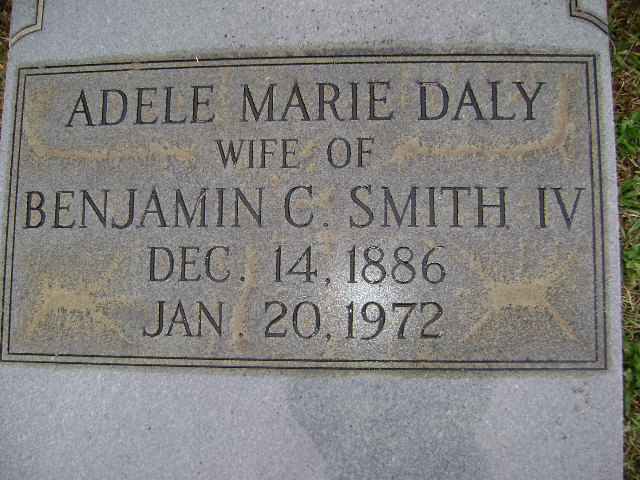 ADELE MARIE DALY
WIFE OF
BENJAMIN C. SMITH, IV
DEC. 14, 1886
JAN. 20, 1972